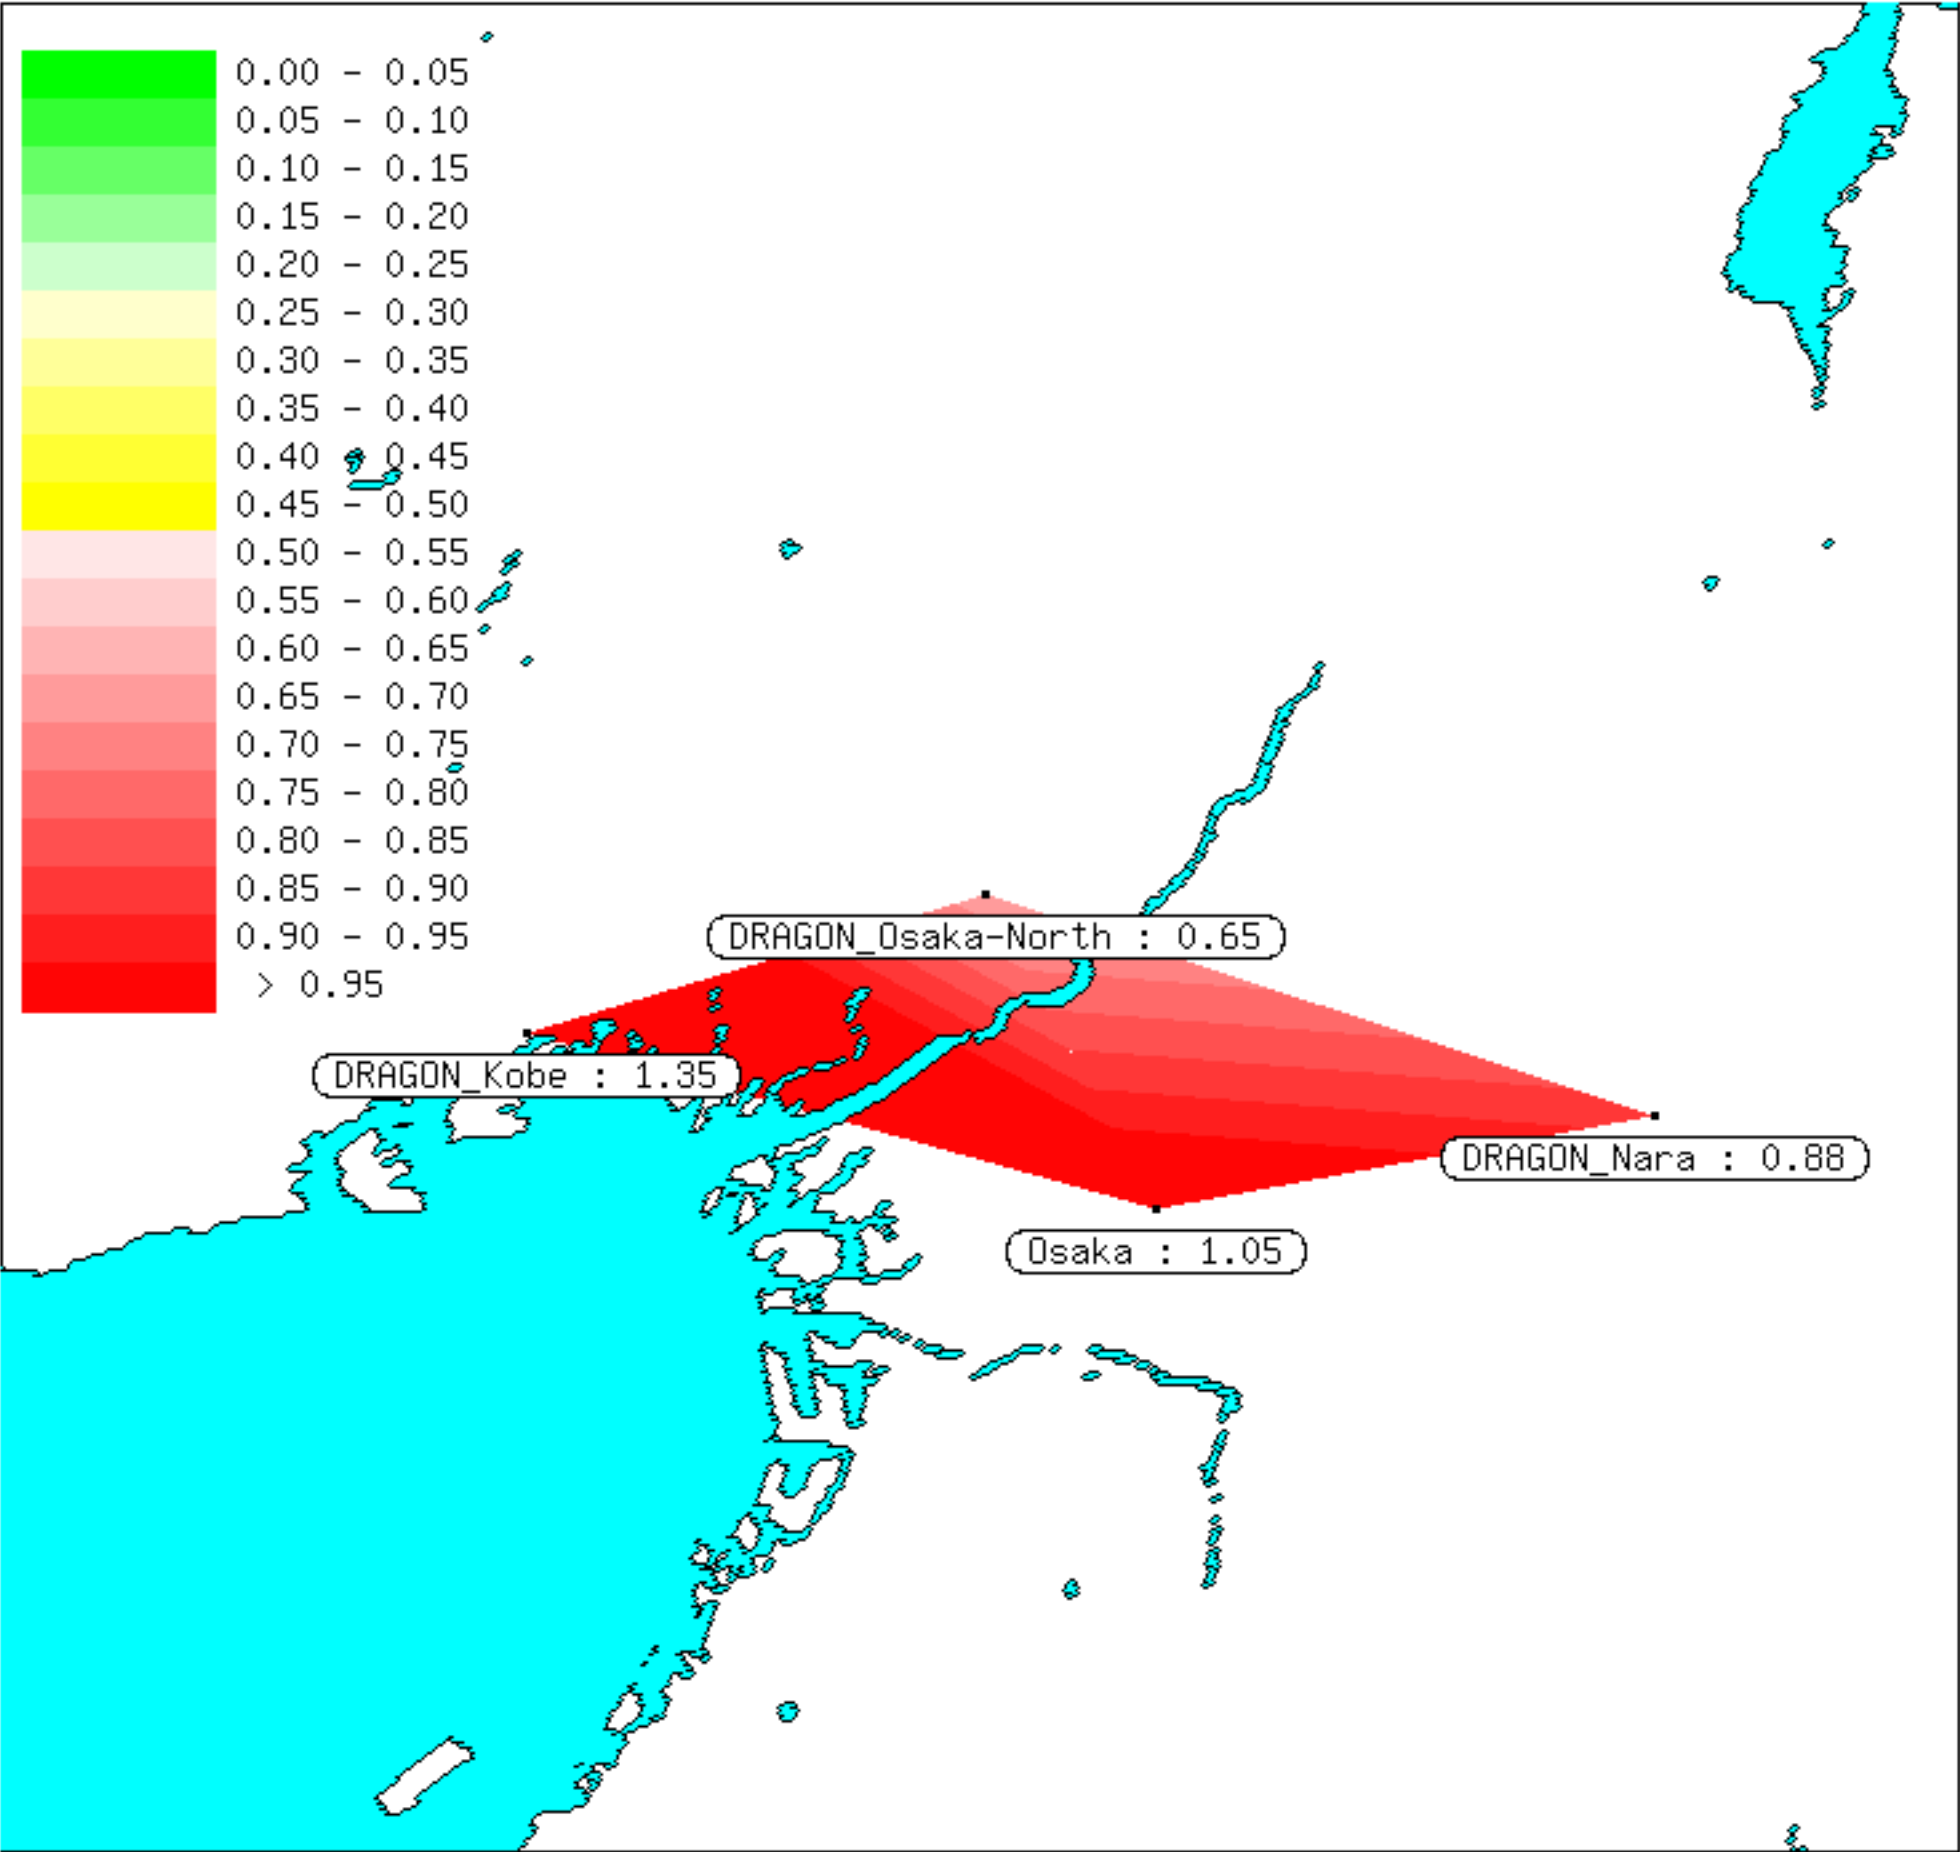 0.00 - 0.05
0.05 - 0.10
0.10 - 0.15
0.15 - 0.20
0.20 - 0.25
0.25 - 0.30
0.30 - 0.35
0.35 - 0.40
0.40 - 0.45
0.45 - 0.50
0.50 - 0.55
0.55 - 0.60
0.60 - 0.65
0.65 - 0.70
0.70 - 0.75
0.75 - 0.80
0.80 - 0.85
0.85 - 0.90
0.90 - 0.95
> 0.95
DRAGON_Osaka-North : 0.65
DRAGON_Kobe : 1.35
DRAGON_Nara : 0.88
Osaka : 1.05